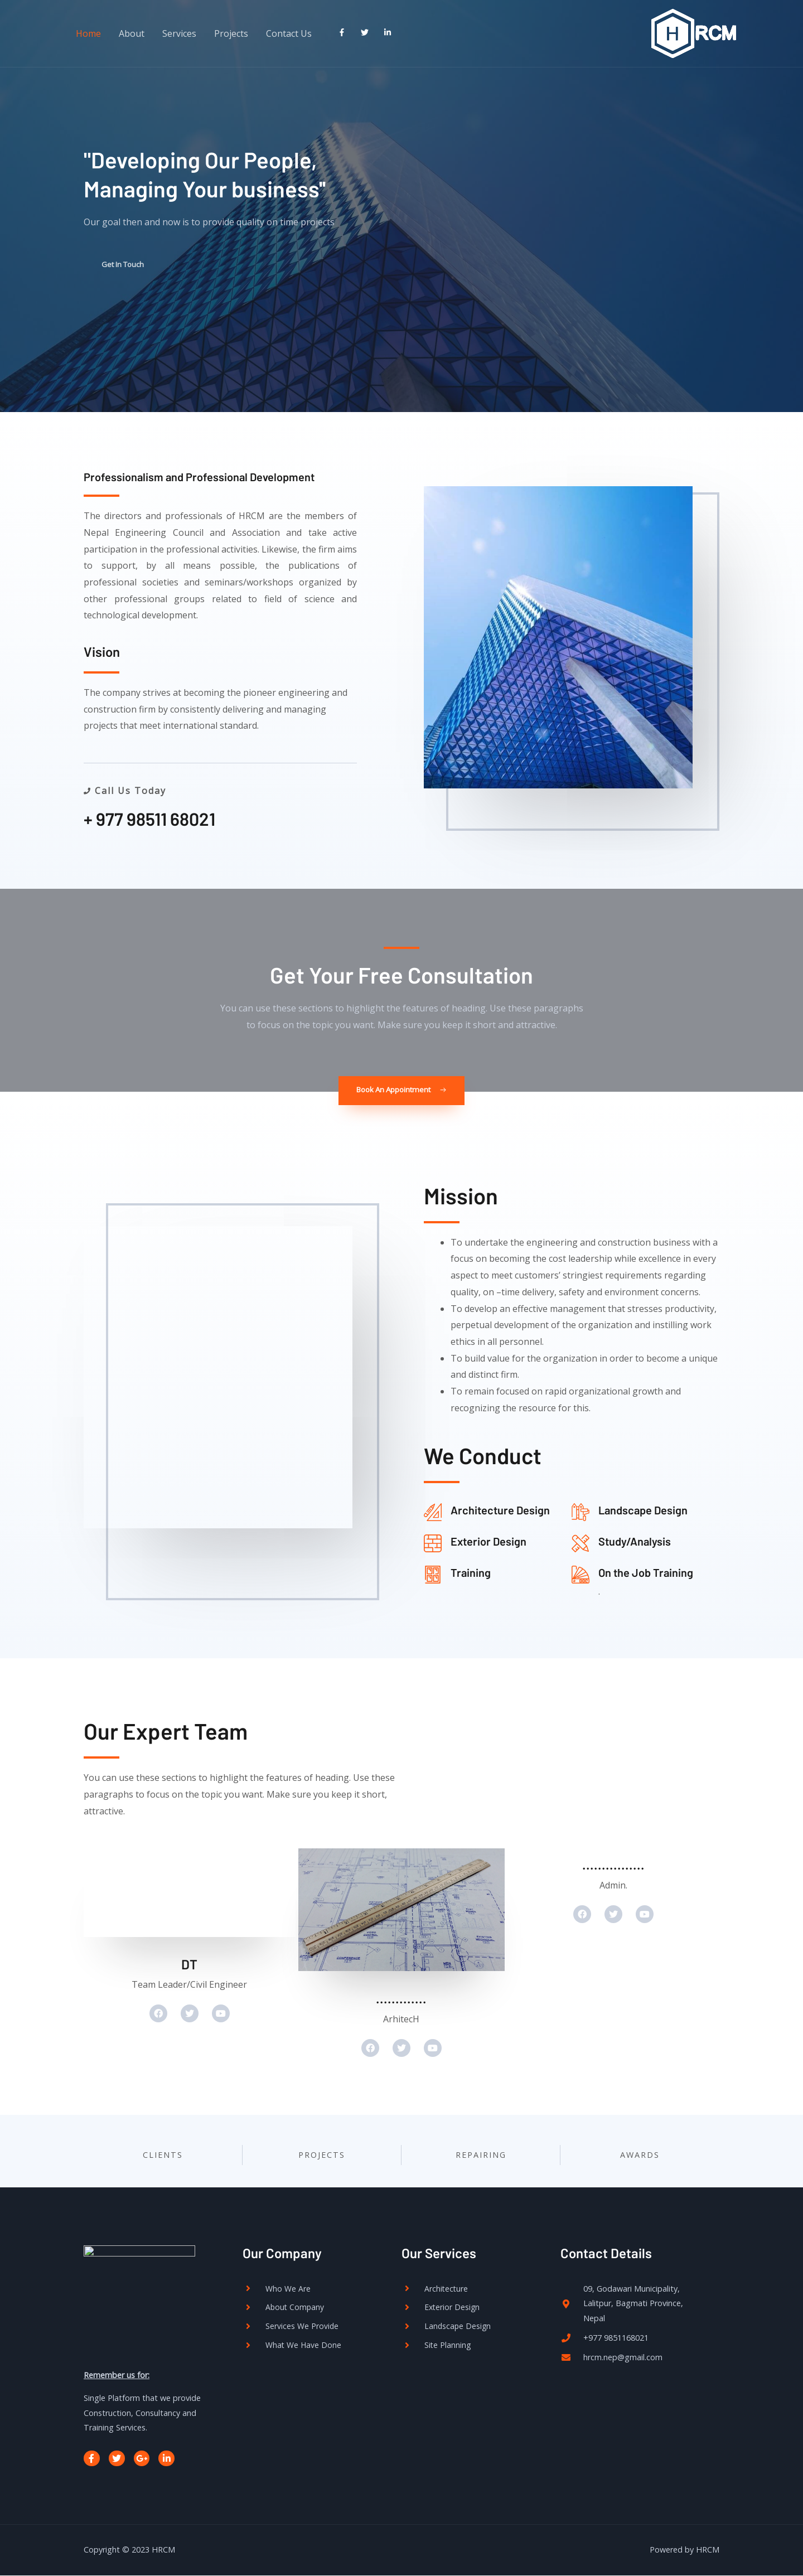 Home About Services Projects Contact Us
H RCM
"Developing Our People,
Managing Your business"
Our goal then and now is to provide quality on time projects
Get In Touch
Professionalism and Professional Development
The directors and professionals of HRCM are the members of
Nepal Engineering Council and Association and take active
participation in the professional activities. Likewise, the firm aims
to support, by all means possible, the publications of
professional societies and seminars/workshops organized by
other professional groups related to field of science and
technological development.
Vision
The company strives at becoming the pioneer engineering and
construction firm by consistently delivering and managing
projects that meet international standard.
Call Us Today
+ 977 98511 68021
Get Your Free Consultation
You can use these sections to highlight the features of heading. Use these paragraphs
to focus on the topic you want. Make sure you keep it short and attractive.
Book An Appointment →
Mission
• To undertake the engineering and construction business with a
focus on becoming the cost leadership while excellence in every
aspect to meet customers' stringiest requirements regarding
quality, on –time delivery, safety and environment concerns.
• To develop an effective management that stresses productivity,
perpetual development of the organization and instilling work
ethics in all personnel.
• To build value for the organization in order to become a unique
and distinct firm.
• To remain focused on rapid organizational growth and
recognizing the resource for this.
We Conduct
Architecture Design
Landscape Design
Exterior Design
Study/Analysis
Training
On the Job Training
.
Our Expert Team
You can use these sections to highlight the features of heading. Use these
paragraphs to focus on the topic you want. Make sure you keep it short,
attractive.
DT
Team Leader/Civil Engineer
.............
ArhitecH
................
Admin.
CLIENTS
PROJECTS
REPAIRING
AWARDS
Remember us for:
Single Platform that we provide
Construction, Consultancy and
Training Services.
Our Company
Who We Are
About Company
Services We Provide
What We Have Done
Our Services
Architecture
Exterior Design
Landscape Design
Site Planning
Contact Details
09, Godawari Municipality,
Lalitpur, Bagmati Province,
Nepal
+977 9851168021
hrcm.nep@gmail.com
Copyright © 2023 HRCM
Powered by HRCM